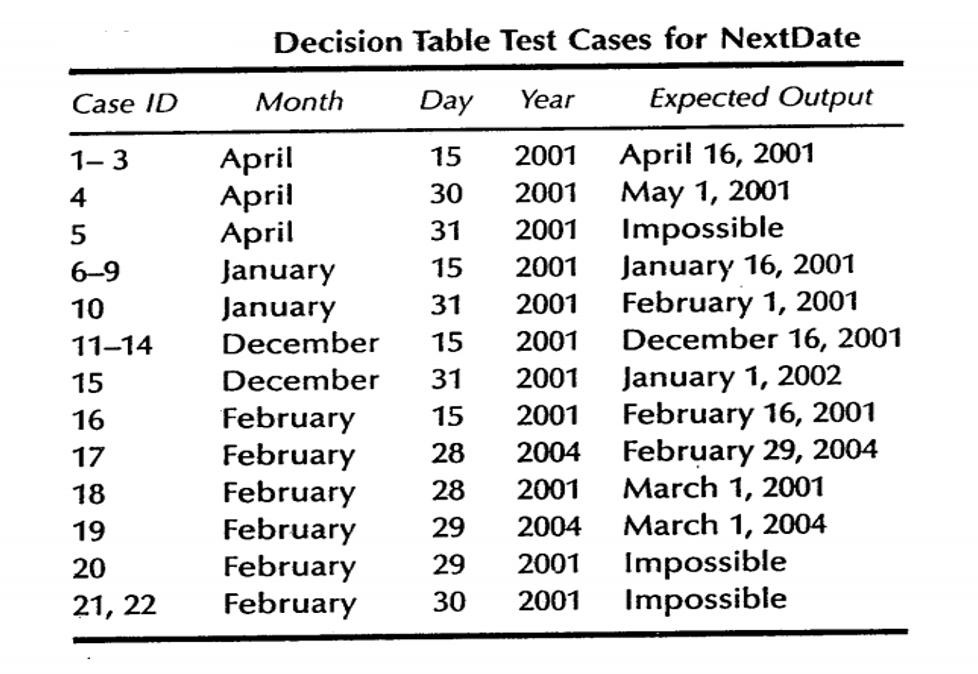 Decision Table Test Cases for NextDate
Case ID Month Day Year Expected Output
1– 3 April 15 2001 April 16, 2001
4 April 30 2001 May 1, 2001
5 April 31 2001 Impossible
6–9 January 15 2001 January 16, 2001
10 January 31 2001 February 1, 2001
11–14 December 15 2001 December 16, 2001
15 December 31 2001 January 1, 2002
16 February 15 2001 February 16, 2001
17 February 28 2004 February 29, 2004
18 February 28 2001 March 1, 2001
19 February 29 2004 March 1, 2004
20 February 29 2001 Impossible
21, 22 February 30 2001 Impossible